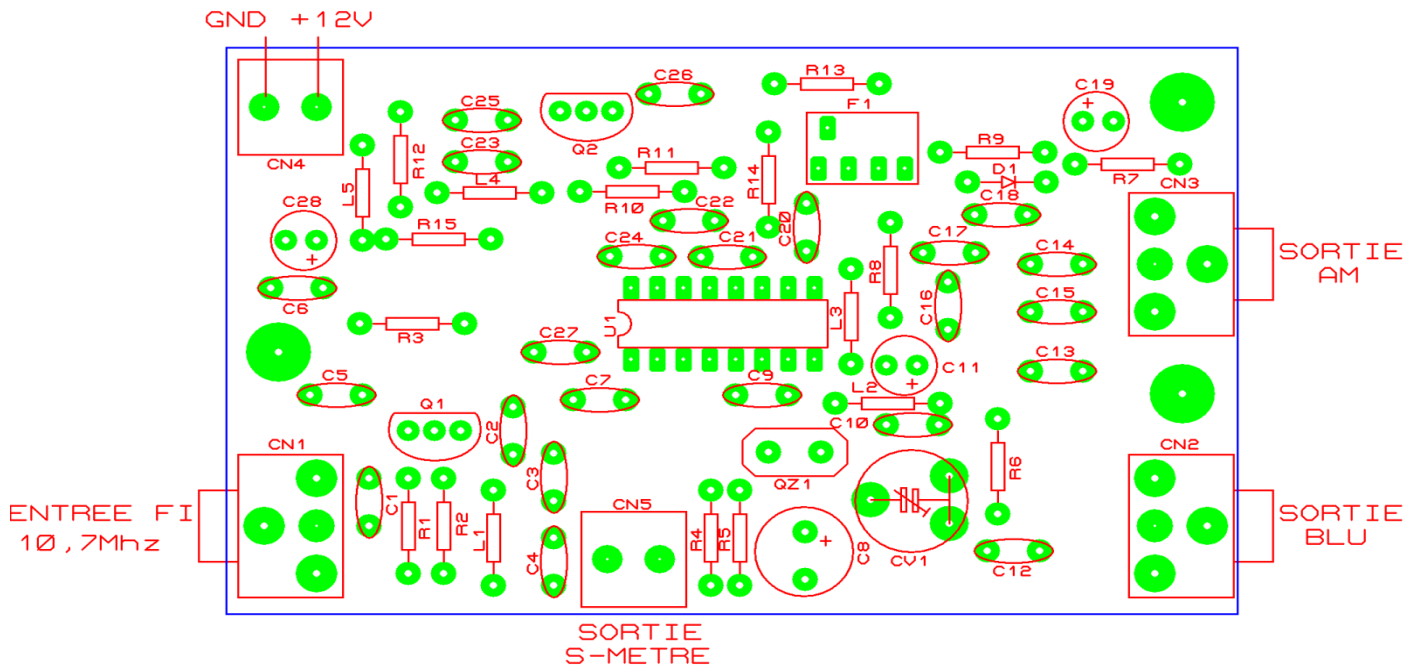 GND +12V
CN4
C25
C23
L4
R12
L5
C28
R15
C6
R3
C26
Q2
R11
R10
C22
C24
C21
R13
F1
R14
C20
C19
R9
D1
C18
R7
CN3
C17
R8
C16
C14
C15
C13
SORTIE
AM
U1
L3
C27
C7
C9
C11
L2
C10
C5
Q1
C2
C3
CN1
C1
R1
R2
L1
C4
ENTREE FI
10,7Mhz
CN5
R4
R5
QZ1
C8
CV1
R6
C12
CN2
SORTIE
BLU
SORTIE
S-METRE